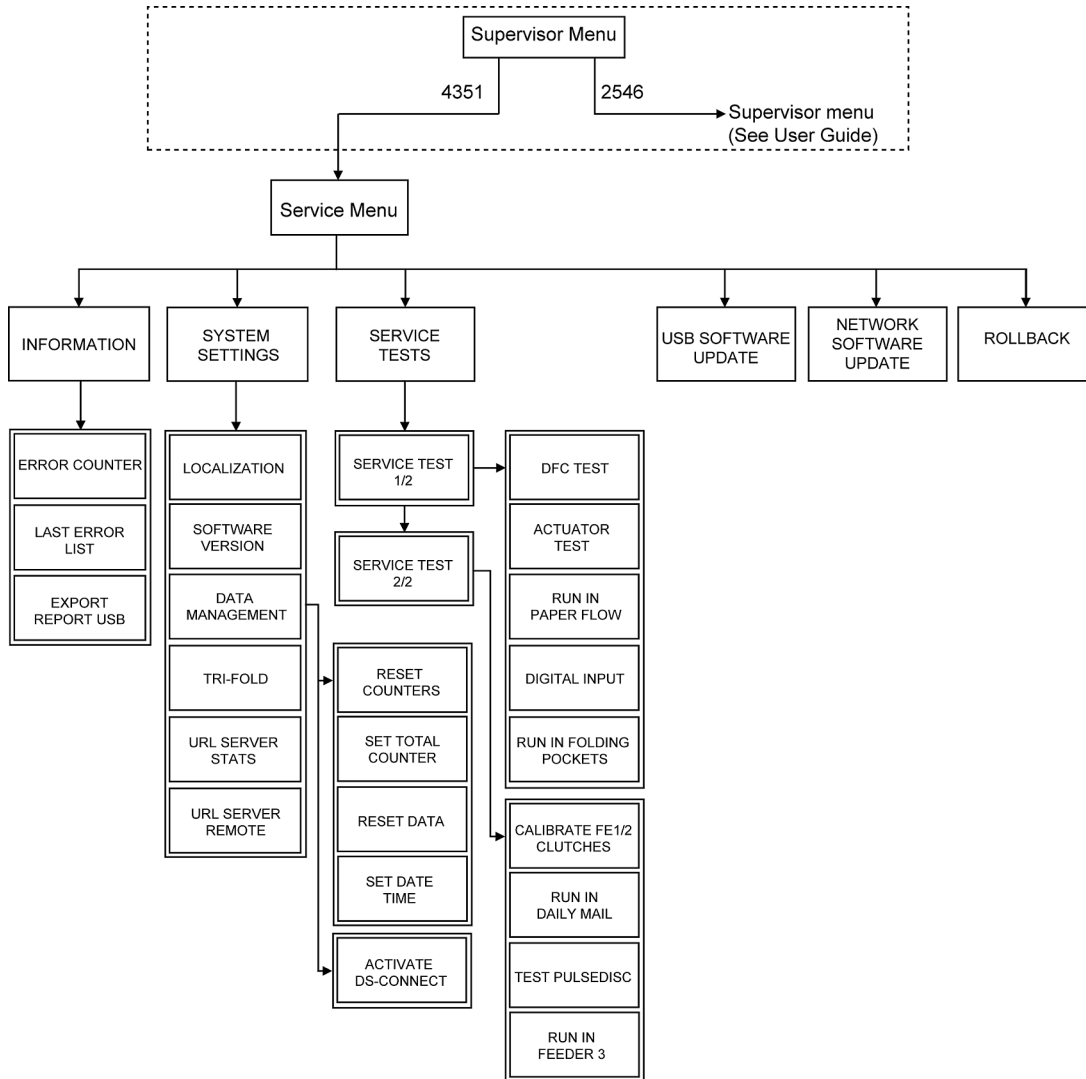 Supervisor Menu
4351
2546
Supervisor menu
(See User Guide)
Service Menu
INFORMATION
SYSTEM
SETTINGS
SERVICE
TESTS
USB SOFTWARE
UPDATE
NETWORK
SOFTWARE
UPDATE
ROLLBACK
ERROR COUNTER
LAST ERROR
LIST
EXPORT
REPORT USB
LOCALIZATION
SOFTWARE
VERSION
DATA
MANAGEMENT
TRI-FOLD
URL SERVER
STATS
URL SERVER
REMOTE
SERVICE TEST
1/2
SERVICE TEST
2/2
RESET
COUNTERS
SET TOTAL
COUNTER
RESET DATA
SET DATE
TIME
ACTIVATE
DS-CONNECT
DFC TEST
ACTUATOR
TEST
RUN IN
PAPER FLOW
DIGITAL INPUT
RUN IN FOLDING
POCKETS
CALIBRATE FE1/2
CLUTCHES
RUN IN
DAILY MAIL
TEST PULSEDISC
RUN IN
FEEDER 3